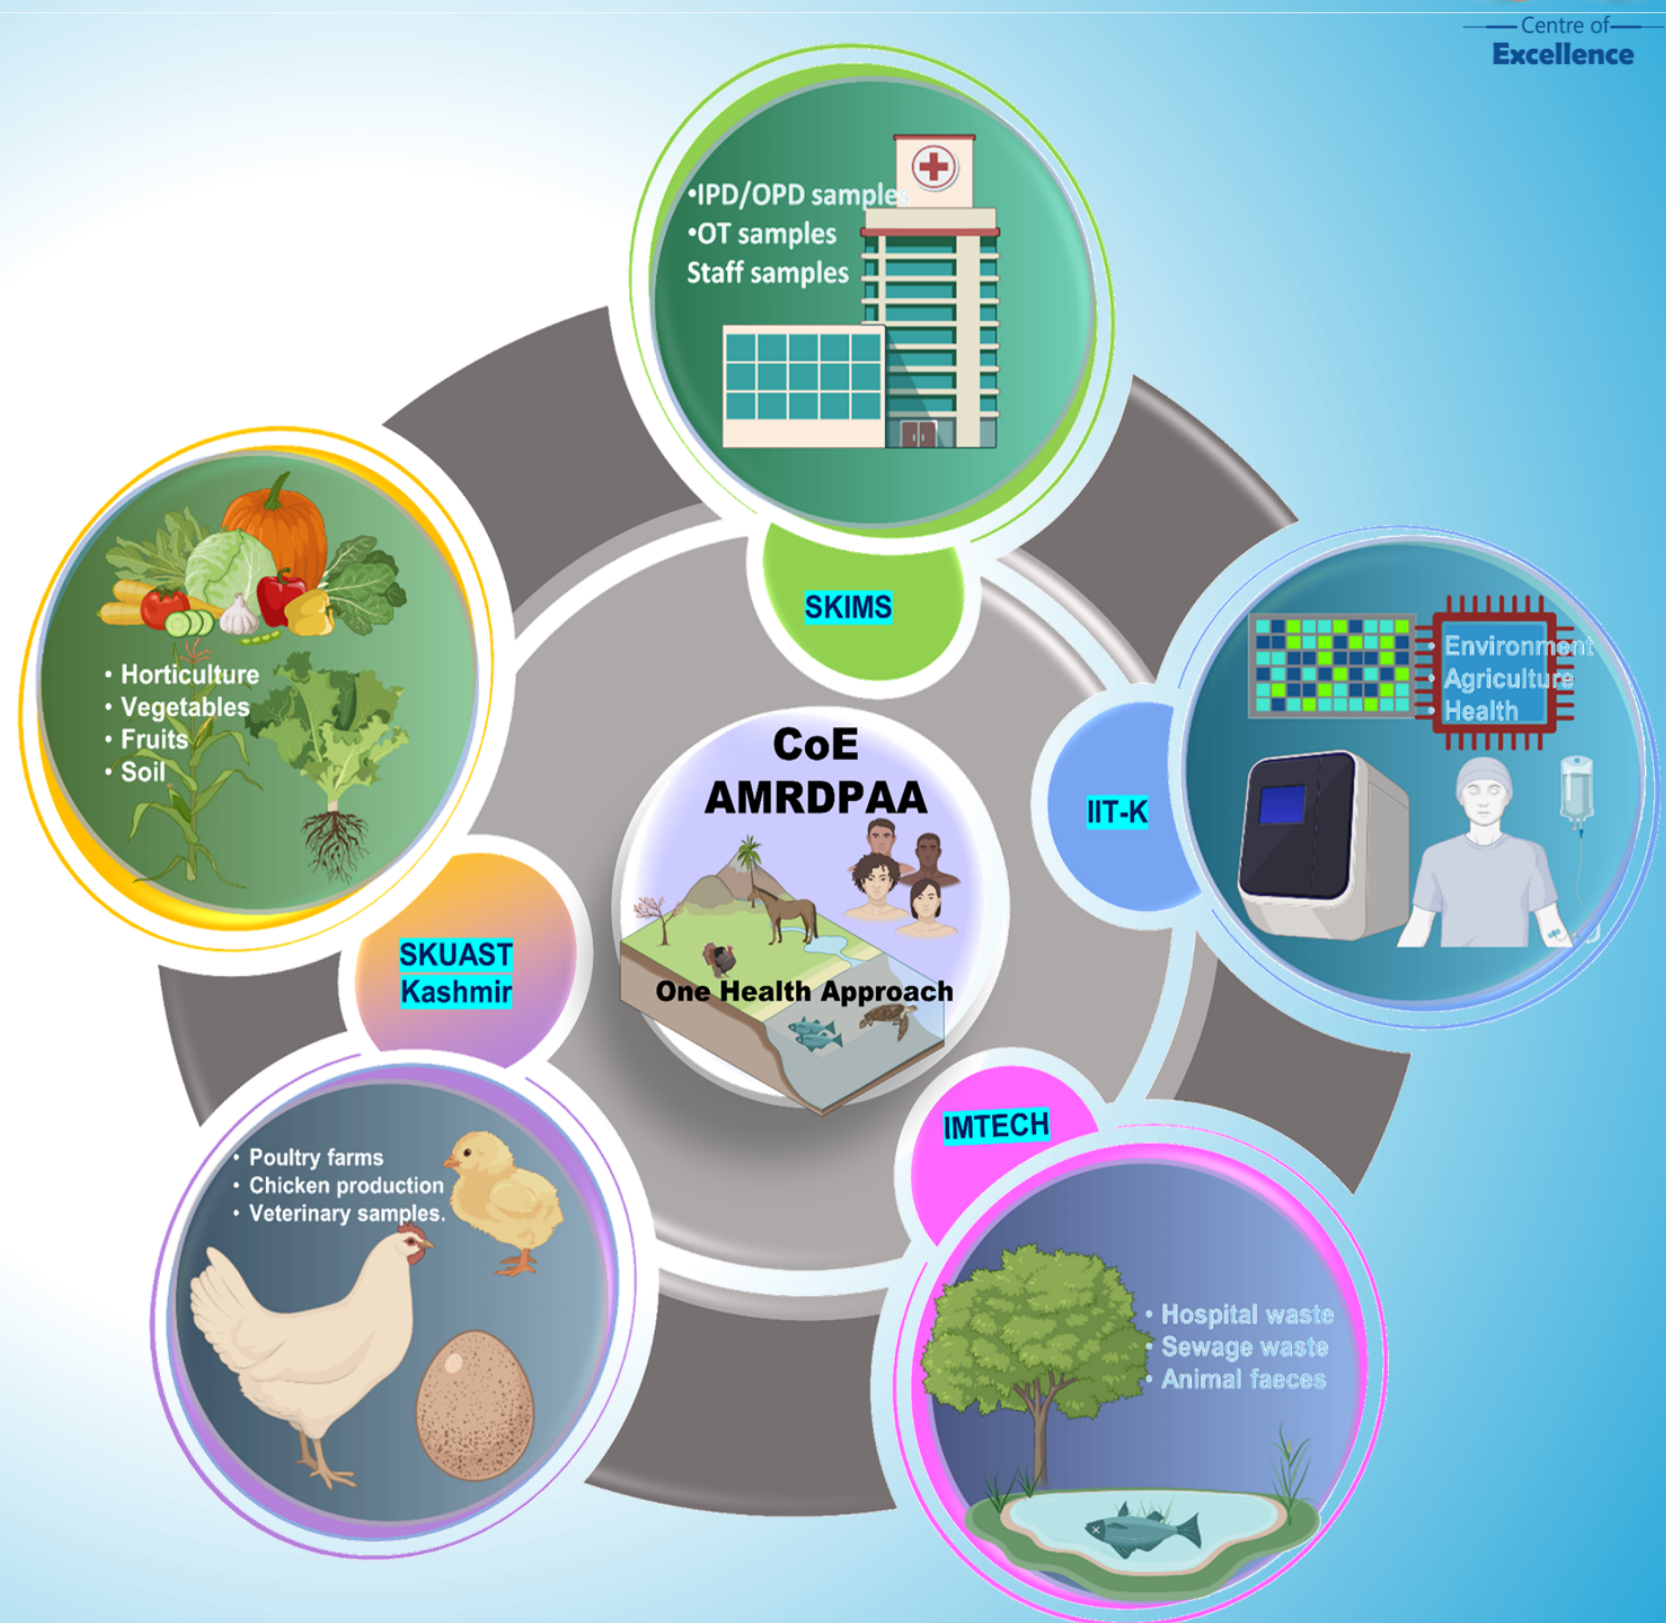 Centre of
Excellence
•IPD/OPD samples
•OT samples
Staff samples
SKIMS
• Environment
• Agriculture
• Health
IIT-K
• Horticulture
• Vegetables
• Fruits
• Soil
SKUAST
Kashmir
CoE
AMRDPAA
One Health Approach
IMTECH
• Poultry farms
• Chicken production
• Veterinary samples.
• Hospital waste
• Sewage waste
• Animal faeces